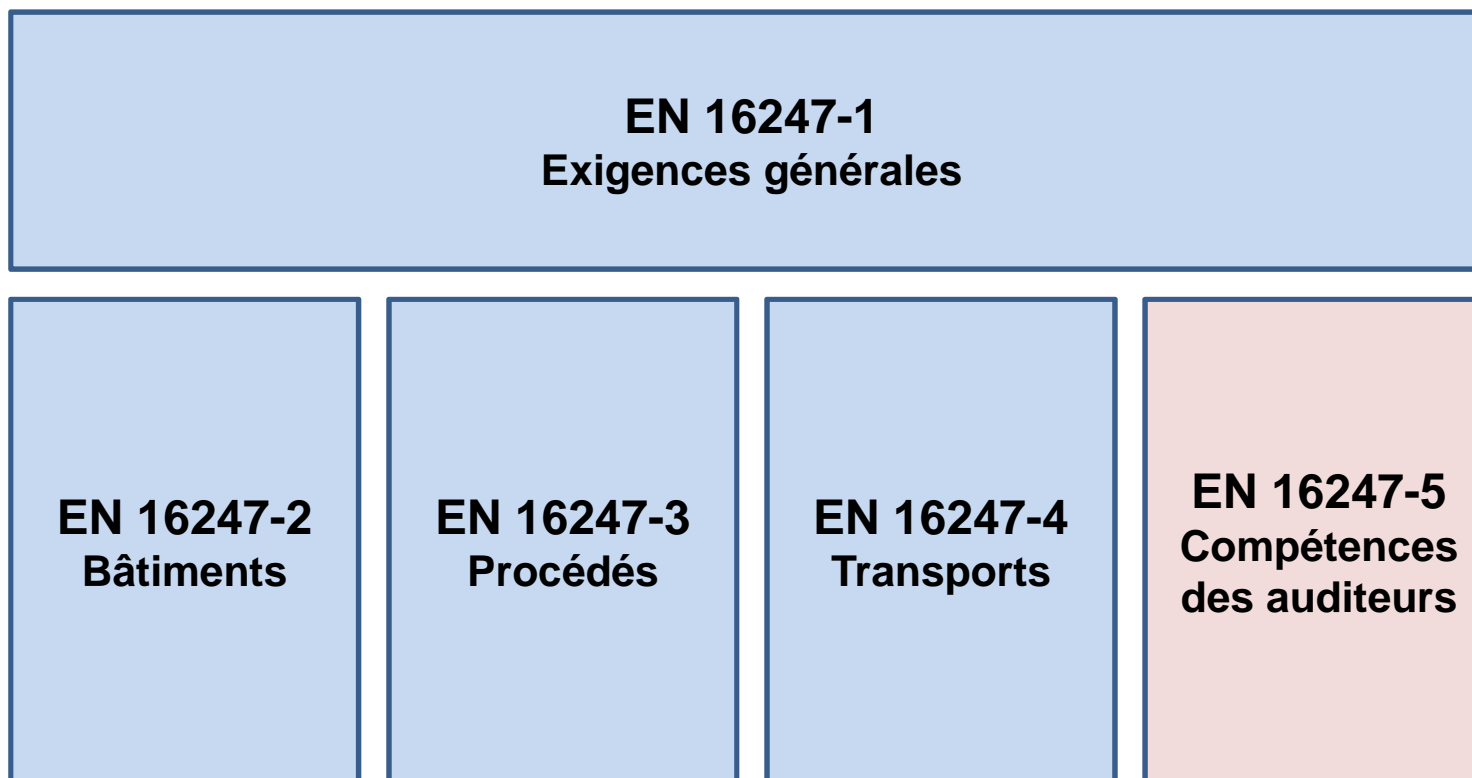 EN 16247-1
Exigences générales
EN 16247-2
Bâtiments
EN 16247-3
Procédés
EN 16247-4
Transports
EN 16247-5
Compétences
des auditeurs